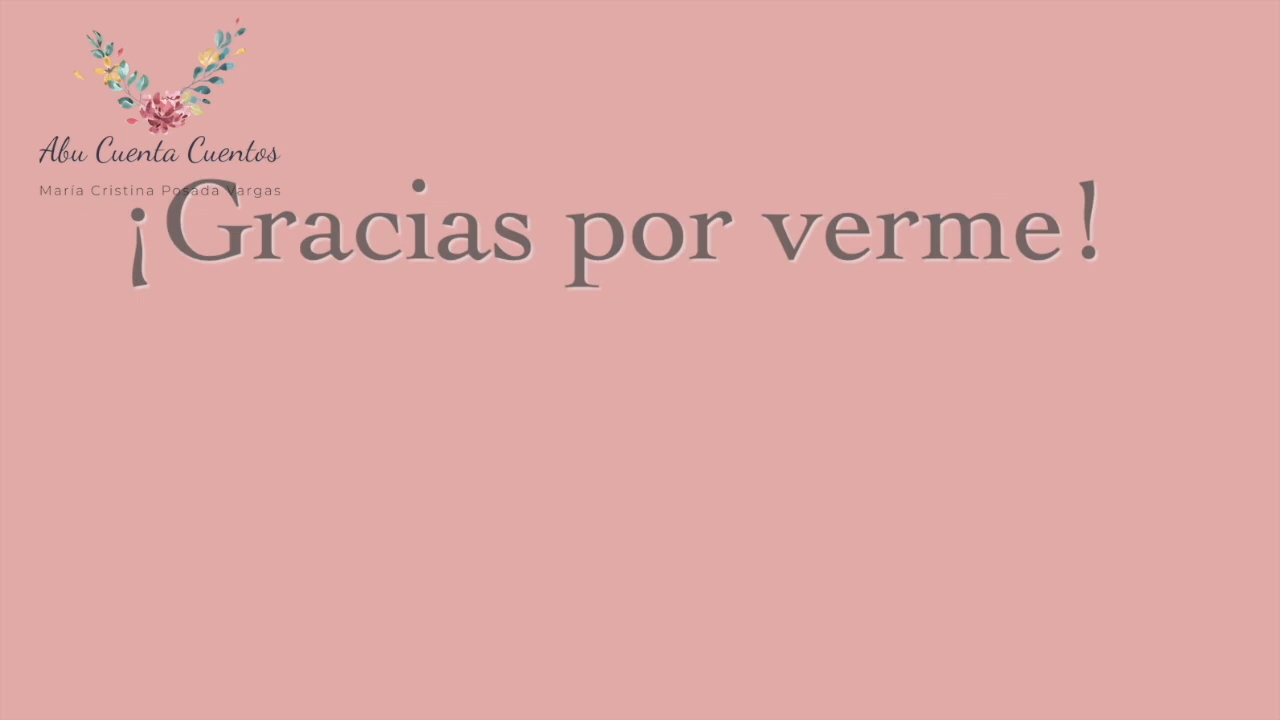 Abu Cuenta Cuentos
María Cristina Posada Vargas
¡Gracias por verme!